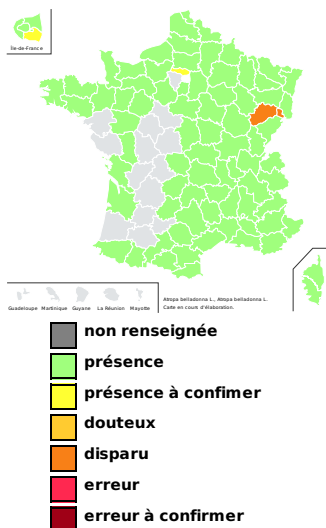 Île-de-France
Guadeloupe Martinique Guyane La Réunion Mayotte
Atropa belladonna L., Atropa belladonna L.
Carte en cours d'élaboration.
non renseignée
présence
présence à confimer
douteux
disparu
erreur
erreur à confirmer